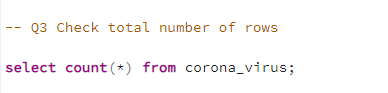 -- Q3 Check total number of rows
select count(*) from corona_virus;